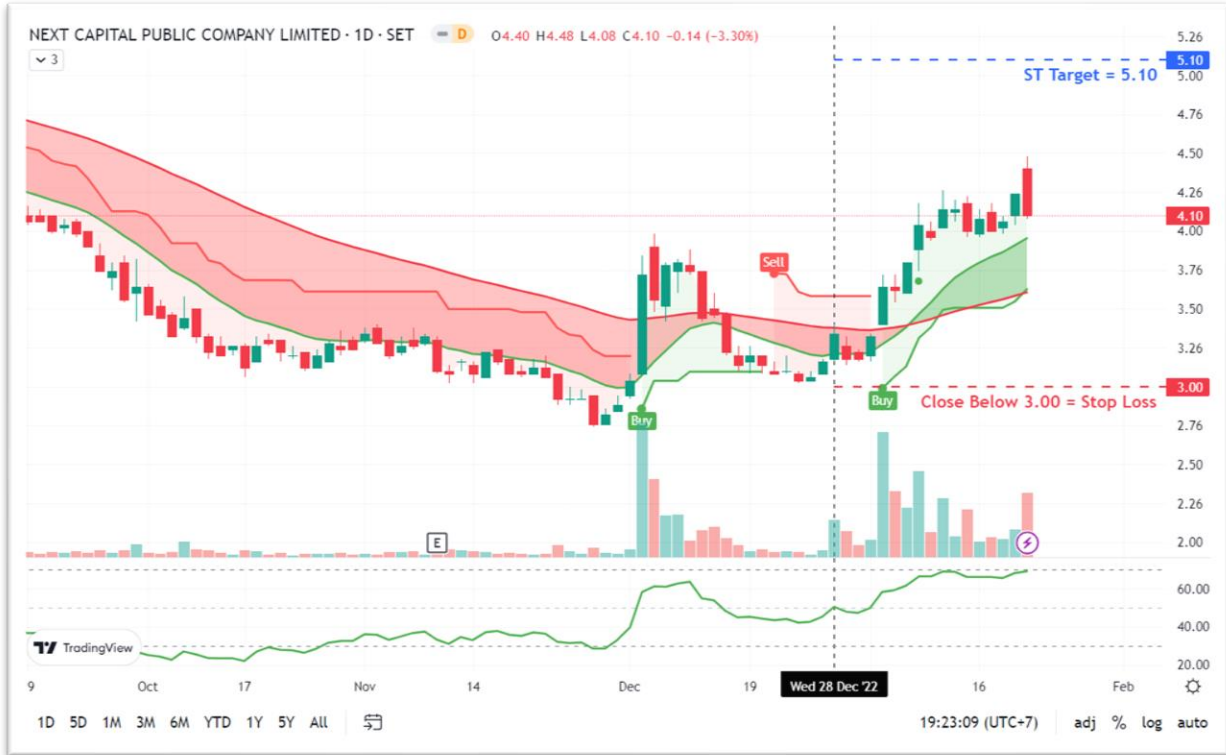 NEXT CAPITAL PUBLIC COMPANY LIMITED · 1D · SET D O4.40 H4.48 L4.08 C4.10 −0.14 (−3.30%)
3
5.26
5.10
ST Target = 5.10
5.00
4.76
4.50
4.26
4.10
4.00
Sell
3.76
3.50
3.26
3.00
Buy
Close Below 3.00 = Stop Loss
Buy
2.76
2.50
2.26
E
2.00
60.00
40.00
TradingView
20.00
9 Oct 17 Nov 14 Dec 19 Wed 28 Dec '22 16 Feb
1D 5D 1M 3M 6M YTD 1Y 5Y All 19:23:09 (UTC+7) adj % log auto